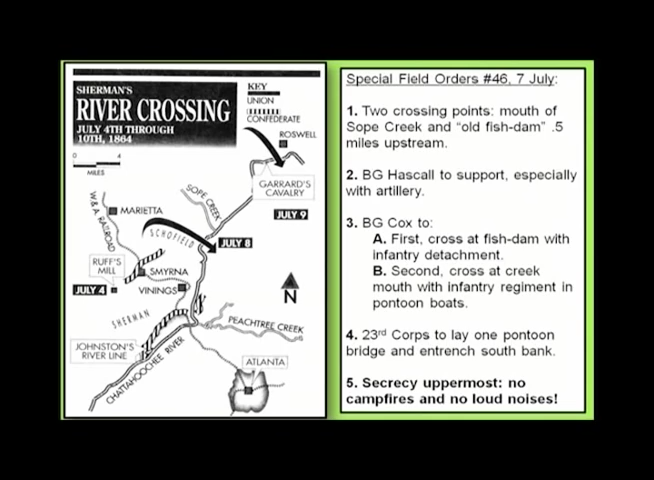 SHERMAN'S
RIVER CROSSING
JULY 4TH THROUGH
10TH, 1864
KEY
UNION
CONFEDERATE
0 4
MILES
ROSWELL
GARRARD'S
CAVALRY
JULY 9
SOPE CREEK
W & A RAILROAD
MARIETTA
SCHOFIELD
JULY 8
RUFF'S
MILL
SMYRNA
JULY 4
VININGS
N
SHERMAN
PEACHTREE CREEK
JOHNSTON'S
RIVER LINE
CHATTAHOOCHEE RIVER
ATLANTA
Special Field Orders #46, 7 July:
1. Two crossing points: mouth of
Sope Creek and “old fish-dam” .5
miles upstream.
2. BG Hascall to support, especially
with artillery.
3. BG Cox to:
A. First, cross at fish-dam with
infantry detachment.
B. Second, cross at creek
mouth with infantry regiment in
pontoon boats.
4. 23rd Corps to lay one pontoon
bridge and entrench south bank.
5. Secrecy uppermost: no
campfires and no loud noises!